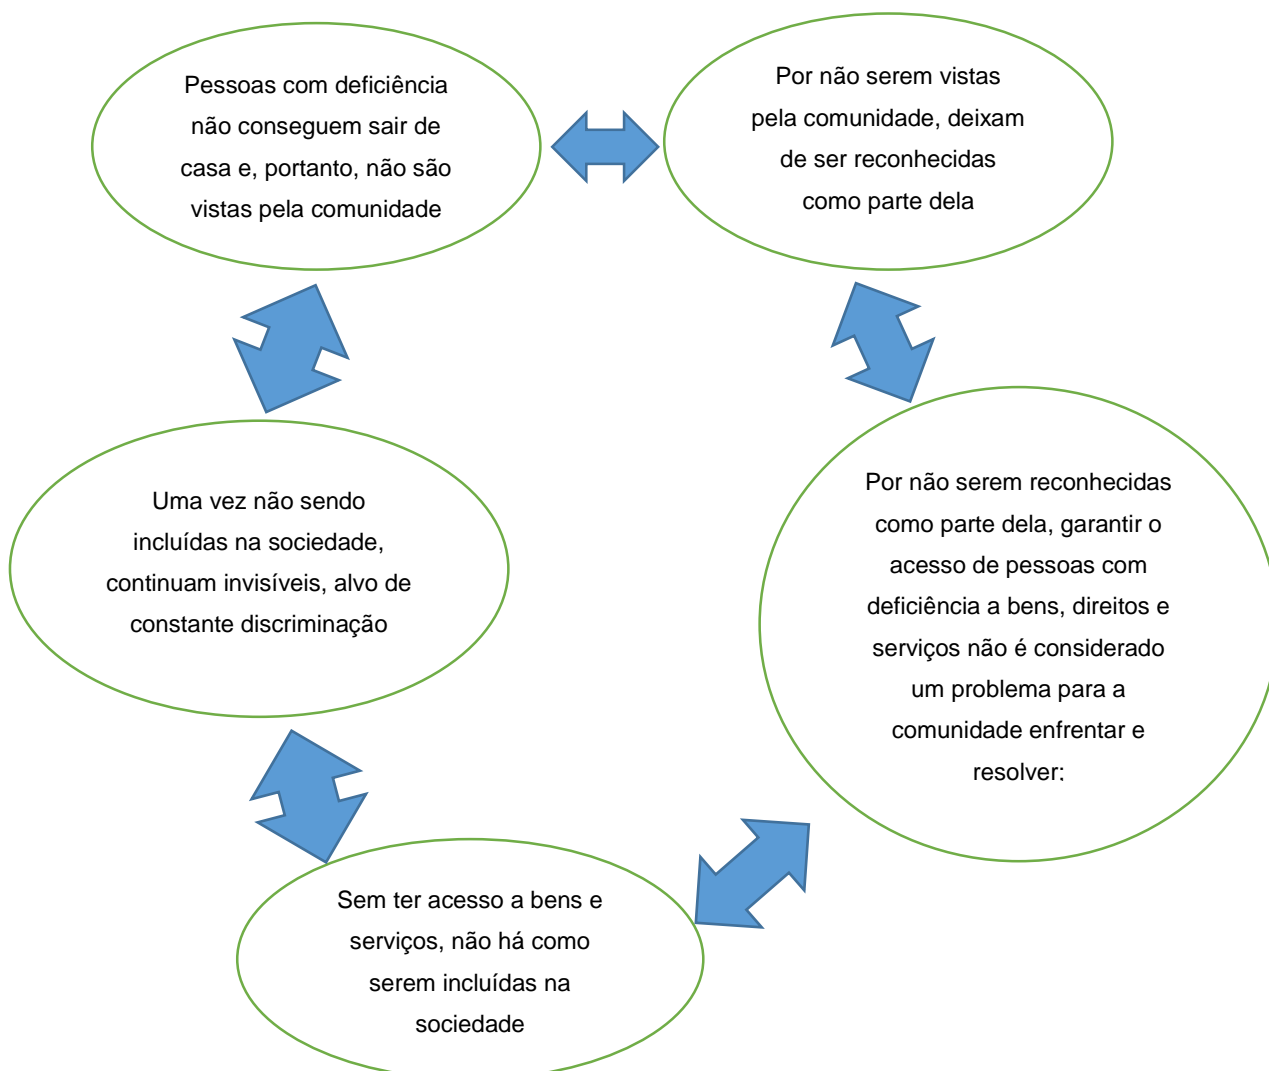 Pessoas com deficiência
não conseguem sair de
casa e, portanto, não são
vistas pela comunidade
Por não serem vistas
pela comunidade, deixam
de ser reconhecidas
como parte dela
Por não serem reconhecidas
como parte dela, garantir o
acesso de pessoas com
deficiência a bens, direitos e
serviços não é considerado
um problema para a
comunidade enfrentar e
resolver:
Sem ter acesso a bens e
serviços, não há como
serem incluídas na
sociedade
Uma vez não sendo
incluídas na sociedade,
continuam invisíveis, alvo de
constante discriminação